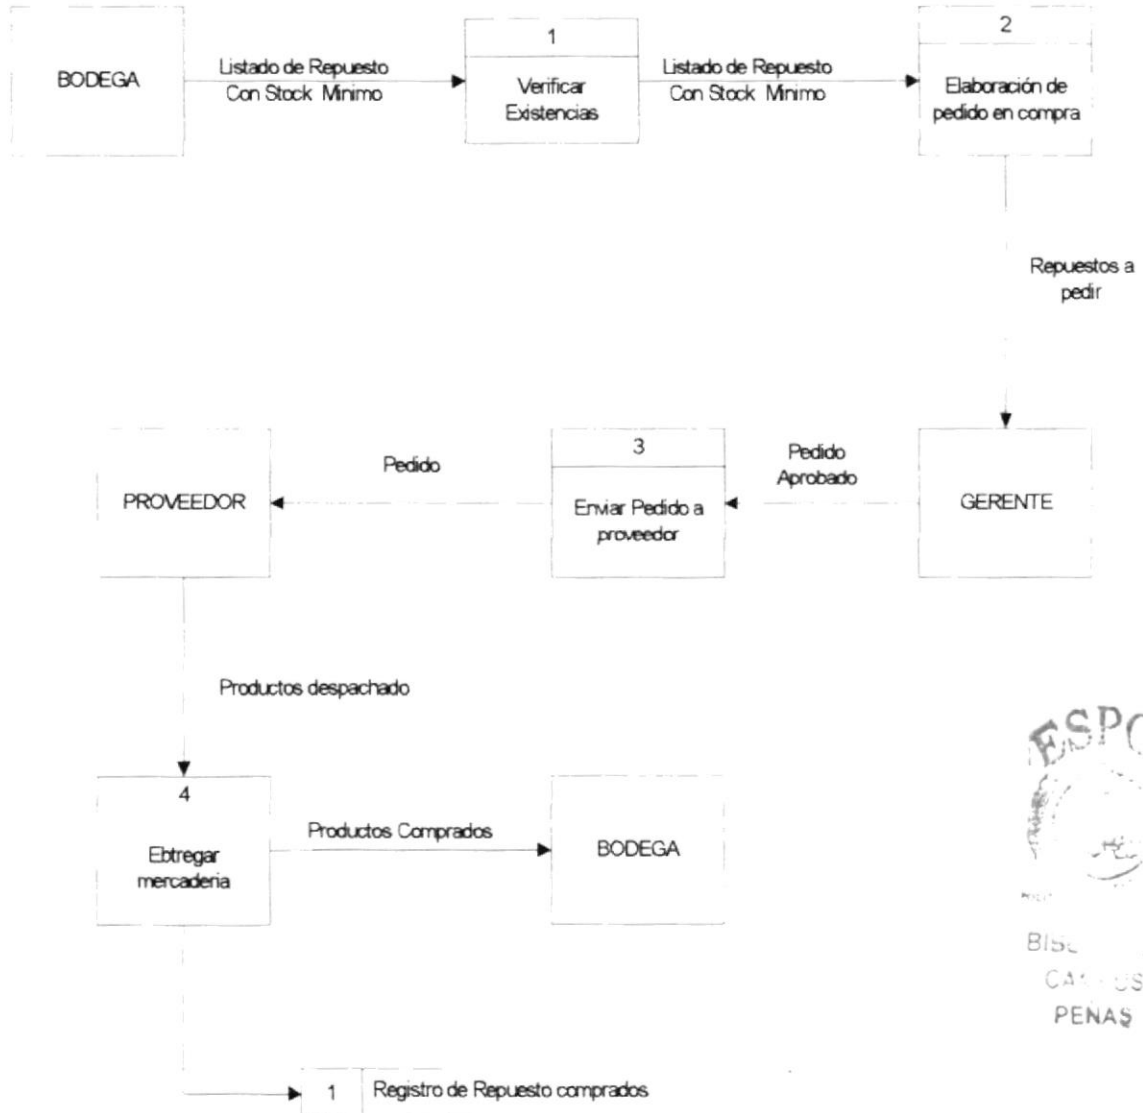 BODEGA
Listado de Repuesto
Con Stock Minimo
1
Verificar
Existencias
Listado de Repuesto
Con Stock Minimo
2
Elaboración de
pedido en compra
Repuestos a
pedir
PROVEEDOR
Pedido
3
Enviar Pedido a
proveedor
Pedido
Aprobado
GERENTE
Productos despachado
4
Ebtregar
mercaderia
Productos Comprados
BODEGA
PEÑAS
1
Registro de Repuesto comprados